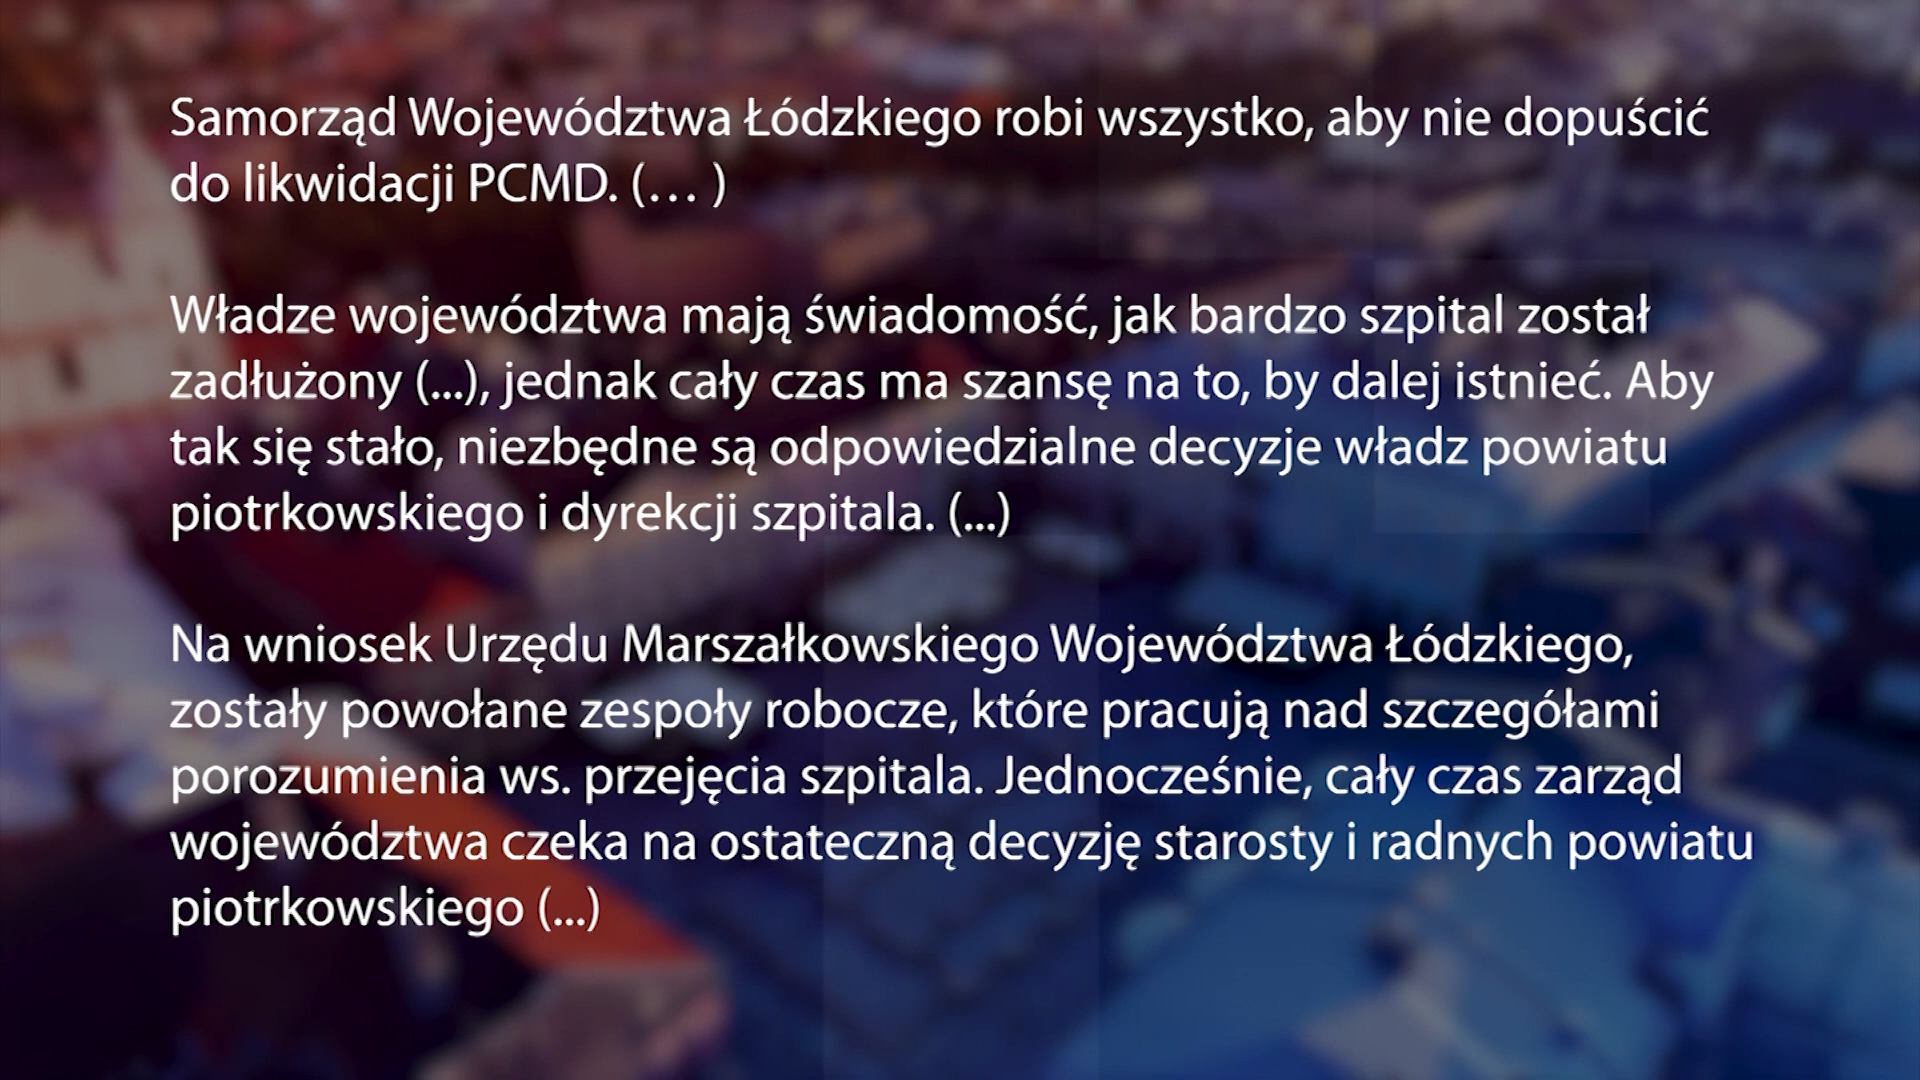 Samorząd Województwa Łódzkiego robi wszystko, aby nie dopuścić
do likwidacji PCMD. (… )
Władze województwa mają świadomość, jak bardzo szpital został
zadłużony (...), jednak cały czas ma szansę na to, by dalej istnieć. Aby
tak się stało, niezbędne są odpowiedzialne decyzje władz powiatu
piotrkowskiego i dyrekcji szpitala. (...)
Na wniosek Urzędu Marszałkowskiego Województwa Łódzkiego,
zostały powołane zespoły robocze, które pracują nad szczegółami
porozumienia ws. przejęcia szpitala. Jednocześnie, cały czas zarząd
województwa czeka na ostateczną decyzję starosty i radnych powiatu
piotrkowskiego (...)